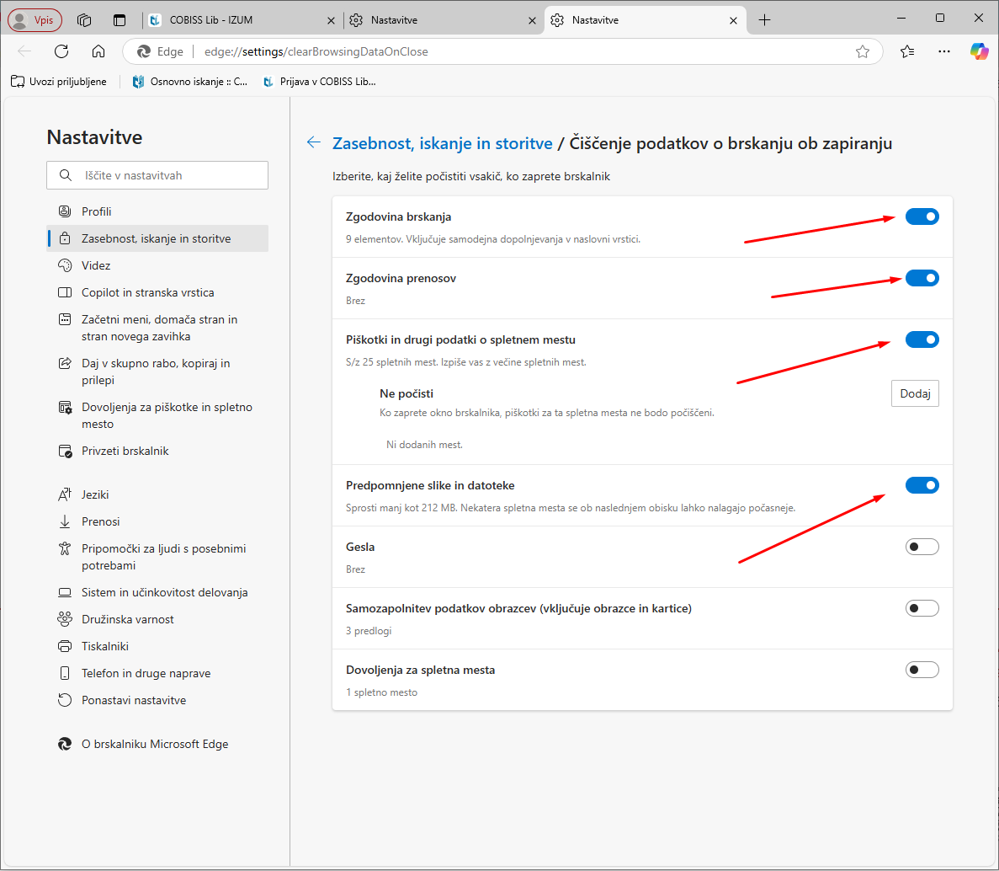 Vpis
COBISS Lib - IZUM
Nastavitve
Nastavitve
Edge
edge://settings/clearBrowsingDataOnClose
Uvozi priljubljene
Osnovno iskanje :: C...
Prijava v COBISS Lib...
Nastavitve
Iščite v nastavitvah
Profili
Zasebnost, iskanje in storitve
Videz
Copilot in stranska vrstica
Začetni meni, domača stran in
stran novega zavihka
Daj v skupno rabo, kopiraj in
prilepi
Dovoljenja za piškotke in spletno
mesto
Privzeti brskalnik
Jeziki
Prenosi
Pripomočki za ljudi s posebnimi
potrebami
Sistem in učinkovitost delovanja
Družinska varnost
Tiskalniki
Telefon in druge naprave
Ponastavi nastavitve
O brskalniku Microsoft Edge
Zasebnost, iskanje in storitve / Čiščenje podatkov o brskanju ob zapiranju
Izberite, kaj želite počistiti vsakič, ko zaprete brskalnik
Zgodovina brskanja
9 elementov. Vključuje samodejna dopolnjevanja v naslovni vrstici.
Zgodovina prenosov
Brez
Piškotki in drugi podatki o spletnem mestu
S/z 25 spletnih mest. Izpiše vas z večine spletnih mest.
Ne počisti
Dodaj
Ko zaprete okno brskalnika, piškotki za ta spletna mesta ne bodo počiščeni.
Ni dodanih mest.
Predpomnjene slike in datoteke
Sprosti manj kot 212 MB. Nekatera spletna mesta se ob naslednjem obisku lahko nalagajo počasneje.
Gesla
Brez
Samozapolnitev podatkov obrazcev (vključuje obrazce in kartice)
3 predlogi
Dovoljenja za spletna mesta
1 spletno mesto